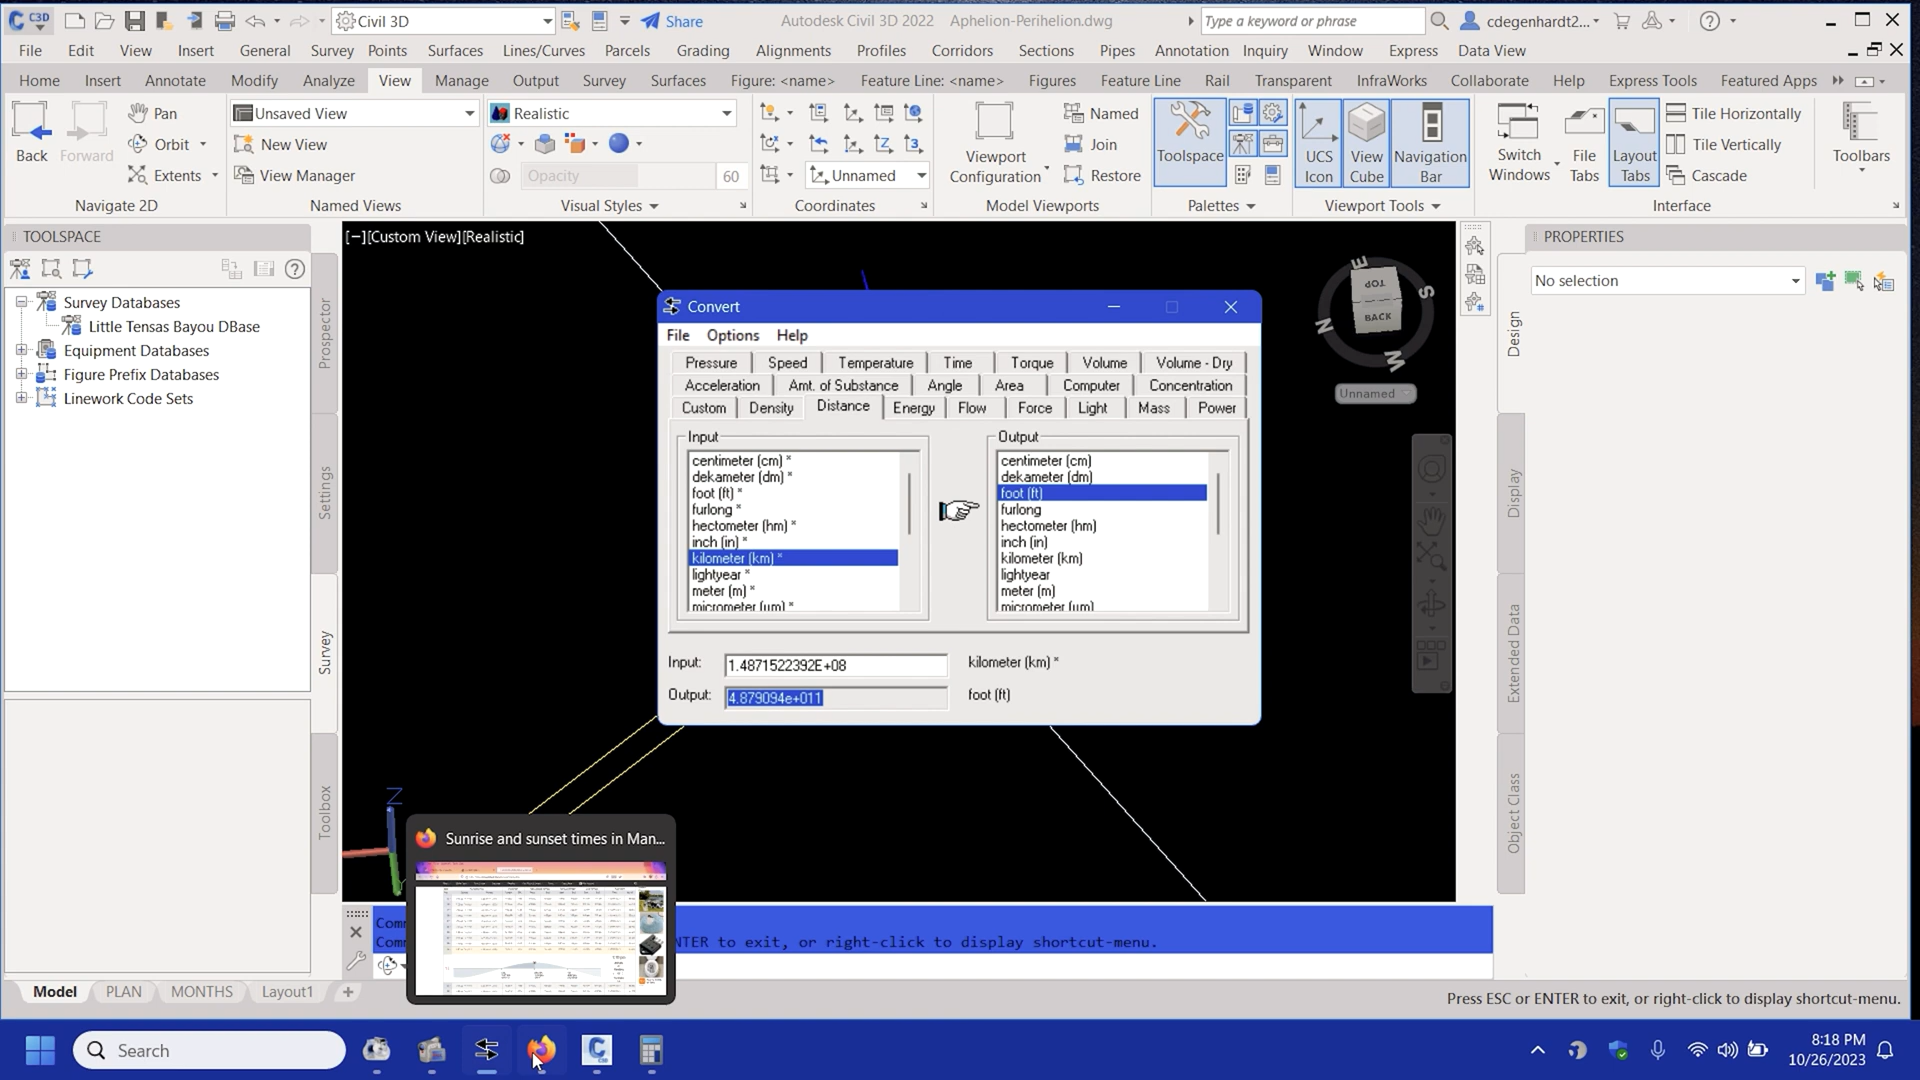 C3D
Civil 3D
Share
Autodesk Civil 3D 2022
Aphelion-Perihelion.dwg
Type a keyword or phrase
cdegenhardt2...
File Edit View Insert General Survey Points Surfaces Lines/Curves Parcels Grading Alignments Profiles Corridors Sections Pipes Annotation Inquiry Window Express Data View
Home Insert Annotate Modify Analyze View Manage Output Survey Surfaces Figure: <name> Feature Line: <name> Figures Feature Line Rail Transparent InfraWorks Collaborate Help Express Tools Featured Apps
Back
Forward
Pan
Orbit
Extents
Navigate 2D
Unsaved View
New View
View Manager
Named Views
Realistic
Opacity
60
Visual Styles
Unnamed
Coordinates
Viewport
Configuration
Named
Join
Restore
Model Viewports
Toolspace
Palettes
UCS
Icon
View
Cube
Navigation
Bar
Viewport Tools
Switch
Windows
File
Tabs
Layout
Tabs
Tile Horizontally
Tile Vertically
Cascade
Interface
Toolbars
TOOLSPACE
Survey Databases
Little Tensas Bayou DBase
Equipment Databases
Figure Prefix Databases
Linework Code Sets
Prospector
Settings
Survey
Toolbox
[−][Custom View][Realistic]
Convert
File Options Help
Pressure Speed Temperature Time Torque Volume Volume - Dry
Acceleration Amt. of Substance Angle Area Computer Concentration
Custom Density Distance Energy Flow Force Light Mass Power
Input
centimeter (cm) *
dekameter (dm) *
foot (ft) *
furlong *
hectometer (hm) *
inch (in) *
kilometer (km) *
lightyear *
meter (m) *
micrometer (um) *
Output
centimeter (cm)
dekameter (dm)
foot (ft)
furlong
hectometer (hm)
inch (in)
kilometer (km)
lightyear
meter (m)
micrometer (um)
Input: 1.4871522392E+08 kilometer (km) *
Output: 4.879094e+011 foot (ft)
E
S
N
W
TOP
BACK
Unnamed
PROPERTIES
No selection
Design
Display
Extended Data
Object Class
Z
Sunrise and sunset times in Man...
Comm
Comm
NTER to exit, or right-click to display shortcut-menu.
Model PLAN MONTHS Layout1 +
Press ESC or ENTER to exit, or right-click to display shortcut-menu.
Search
8:18 PM
10/26/2023